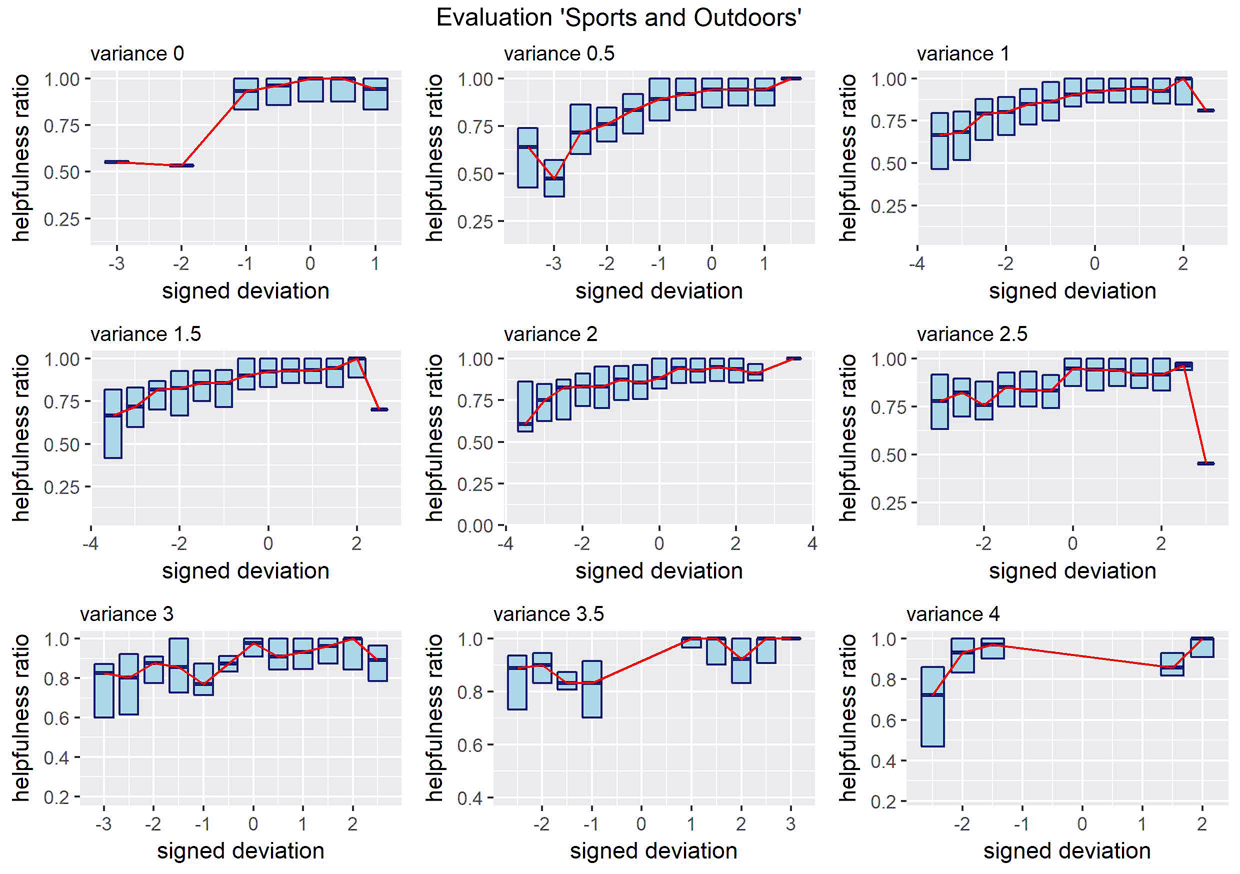 Evaluation 'Sports and Outdoors'
variance 0
helpfulness ratio
1.00
0.75
0.50
0.25
-3 -2 -1 0 1
signed deviation
variance 0.5
helpfulness ratio
1.00
0.75
0.50
0.25
-3 -2 -1 0 1
signed deviation
variance 1
helpfulness ratio
1.00
0.75
0.50
0.25
-4 -2 0 2
signed deviation
variance 1.5
helpfulness ratio
1.00
0.75
0.50
0.25
-4 -2 0 2
signed deviation
variance 2
helpfulness ratio
1.00
0.75
0.50
0.25
0.00
-4 -2 0 2 4
signed deviation
variance 2.5
helpfulness ratio
1.00
0.75
0.50
0.25
-2 0 2
signed deviation
variance 3
helpfulness ratio
1.0
0.8
0.6
0.4
0.2
-3 -2 -1 0 1 2
signed deviation
variance 3.5
helpfulness ratio
1.0
0.8
0.6
0.4
-2 -1 0 1 2 3
signed deviation
variance 4
helpfulness ratio
1.0
0.8
0.6
0.4
0.2
-2 -1 0 1 2
signed deviation